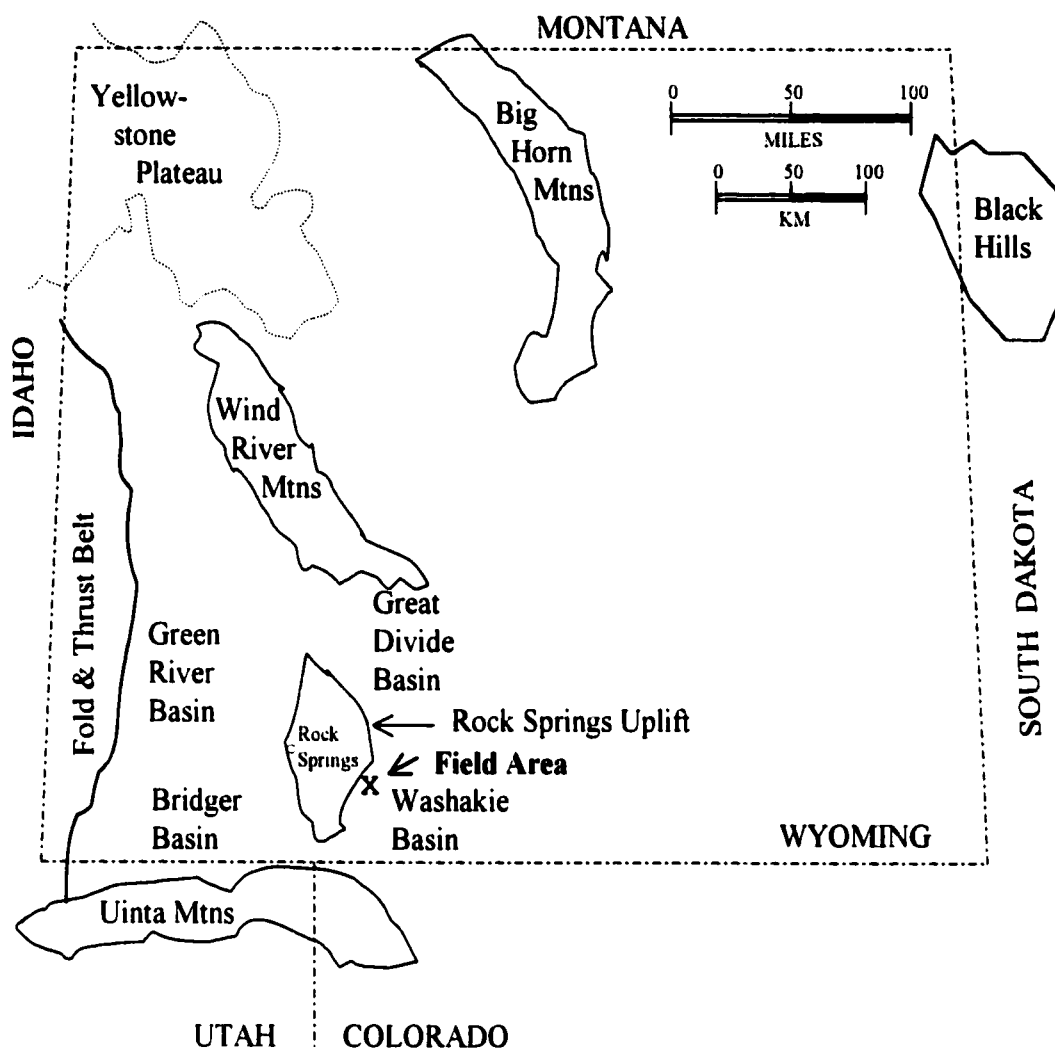 MONTANA
Yellow-
stone
Plateau
Big
Horn
Mtns
0 50 100
MILES
0 50 100
KM
Black
Hills
IDAHO
Wind
River
Mtns
Fold & Thrust Belt
Green
River
Basin
Great
Divide
Basin
SOUTH DAKOTA
Rock
Springs
Rock Springs Uplift
Field Area
X
Bridger
Basin
Washakie
Basin
WYOMING
Uinta Mtns
UTAH
COLORADO